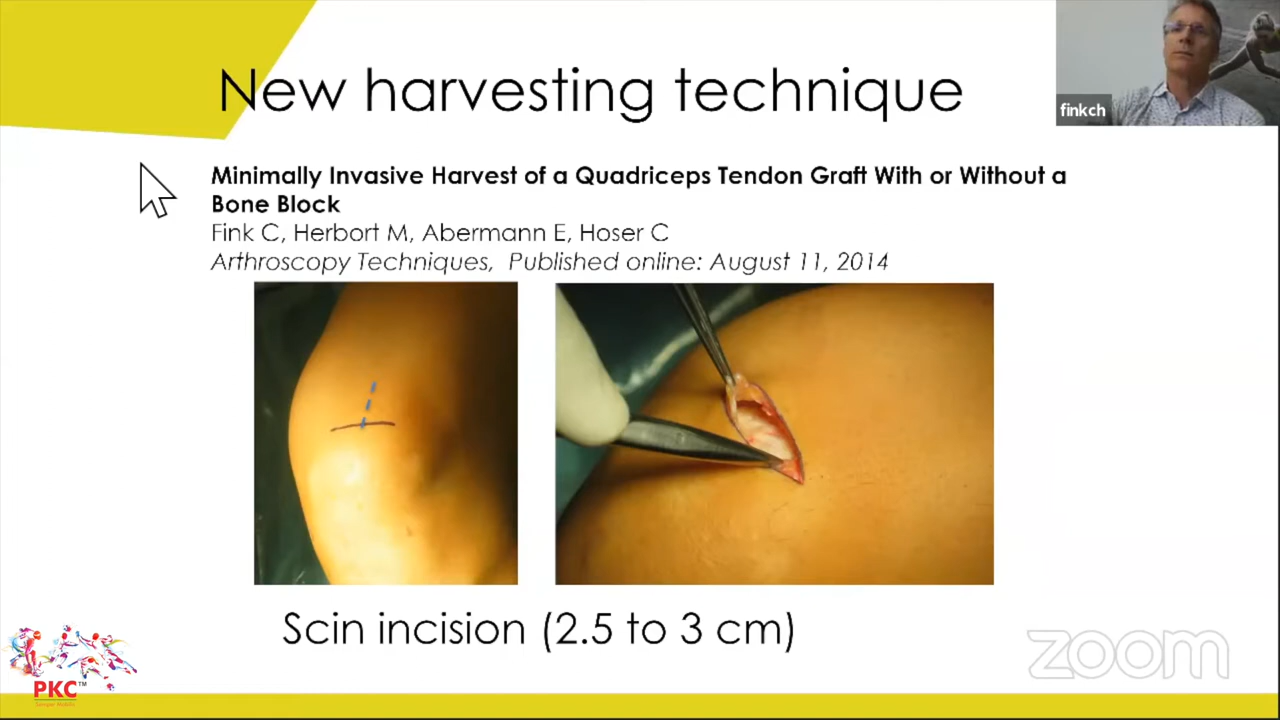 New harvesting technique
finkch
Minimally Invasive Harvest of a Quadriceps Tendon Graft With or Without a
Bone Block
Fink C, Herbort M, Abermann E, Hoser C
Arthroscopy Techniques, Published online: August 11, 2014
Scin incision (2.5 to 3 cm)
zoom
PKC™